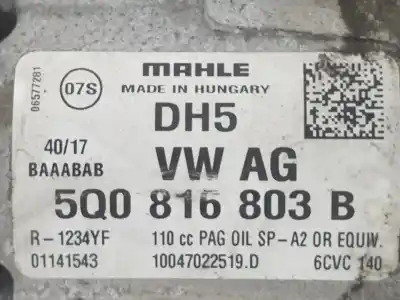 MAHLE
MADE IN HUNGARY
07S
06577281
DH5
40/17
BAAABAB
VW AG
5Q0 816 803 B
R-1234YF 110 cc PAG OIL SP-A2 OR EQUIV.
01141543 10047022519.D 6CVC 140